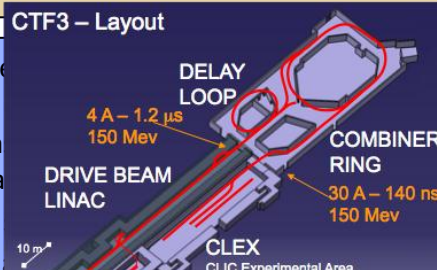 CTF3 – Layout
DELAY
LOOP
4 A – 1.2 μs
150 Mev
COMBINER
RING
DRIVE BEAM
LINAC
30 A – 140 ns
150 Mev
10 m
CLEX
CLIC Experimental Area